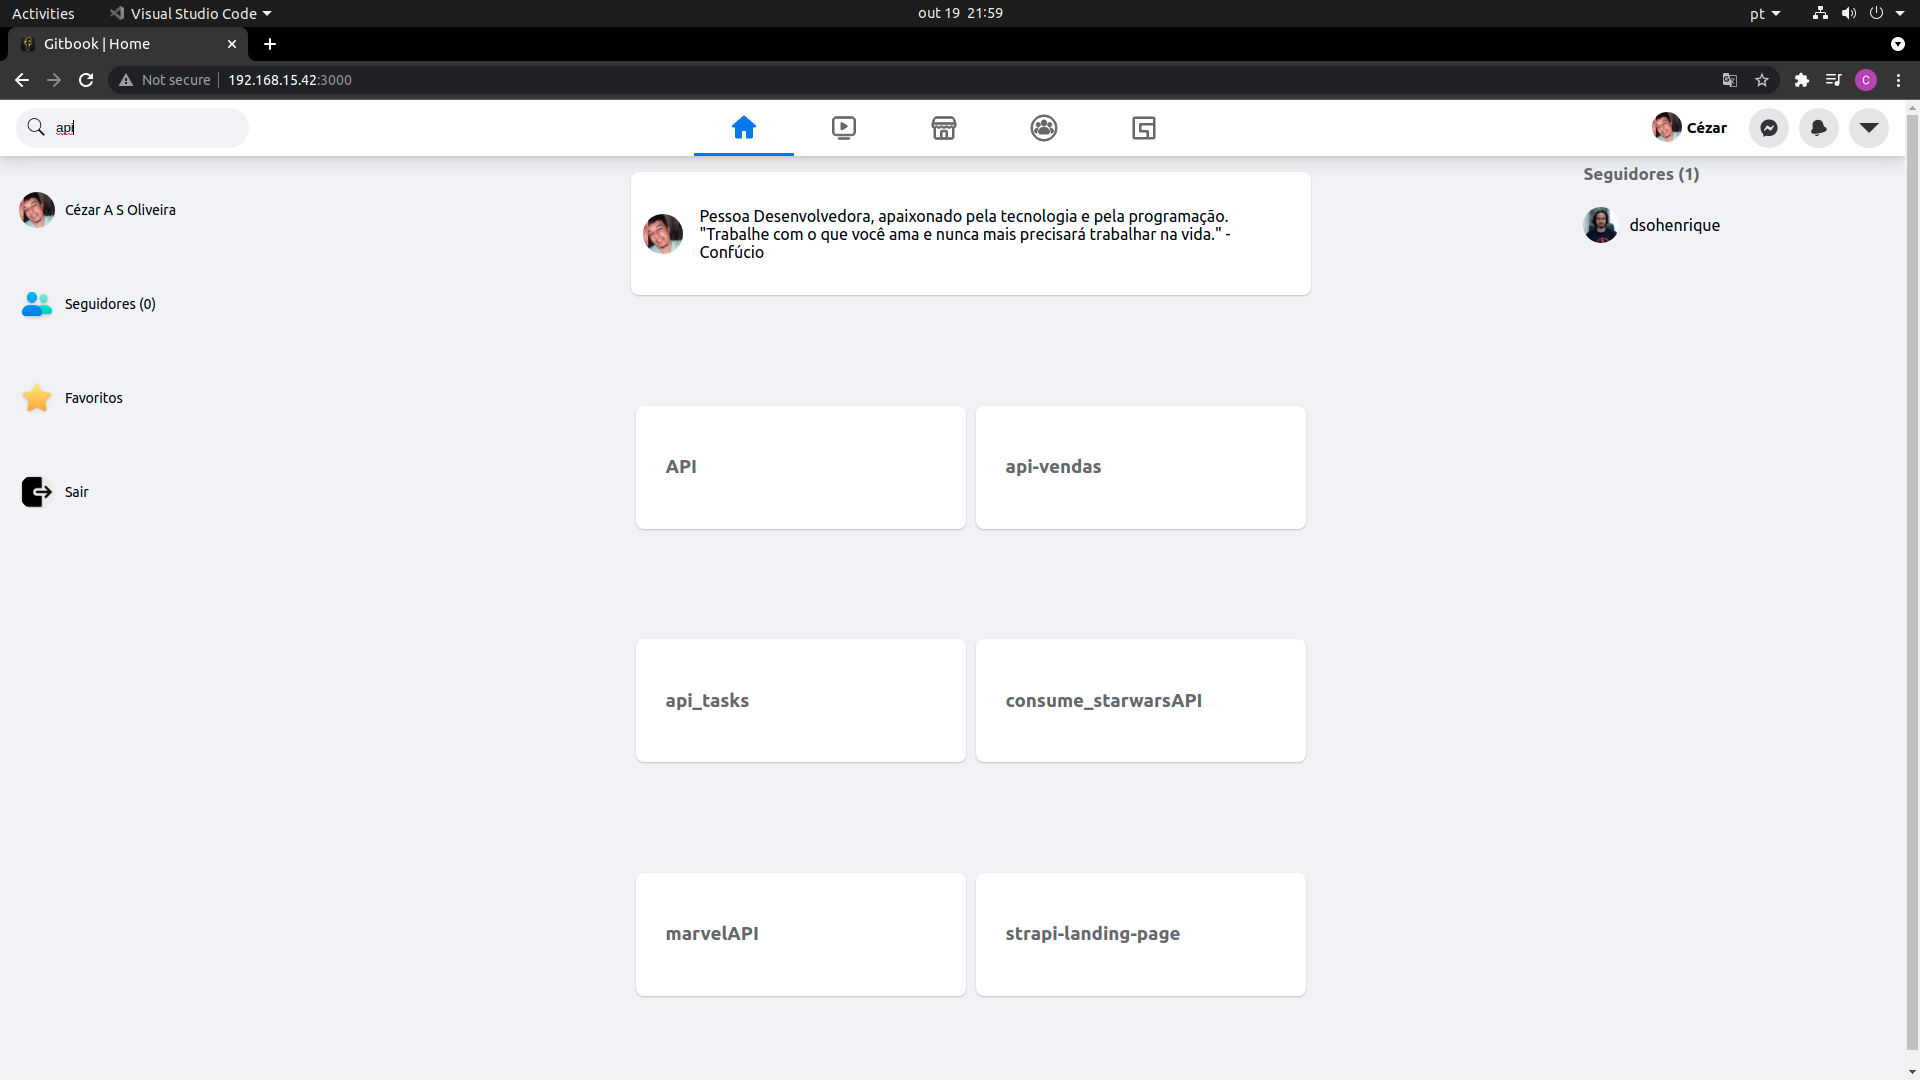 Activities
Visual Studio Code
out 19 21:59
pt
Gitbook | Home
Not secure
192.168.15.42:3000
C
api
Cézar
Cézar A S Oliveira
Seguidores (0)
Favoritos
Sair
Pessoa Desenvolvedora, apaixonado pela tecnologia e pela programação.
"Trabalhe com o que você ama e nunca mais precisará trabalhar na vida." -
Confúcio
API
api-vendas
api_tasks
consume_starwarsAPI
marvelAPI
strapi-landing-page
Seguidores (1)
dsohenrique